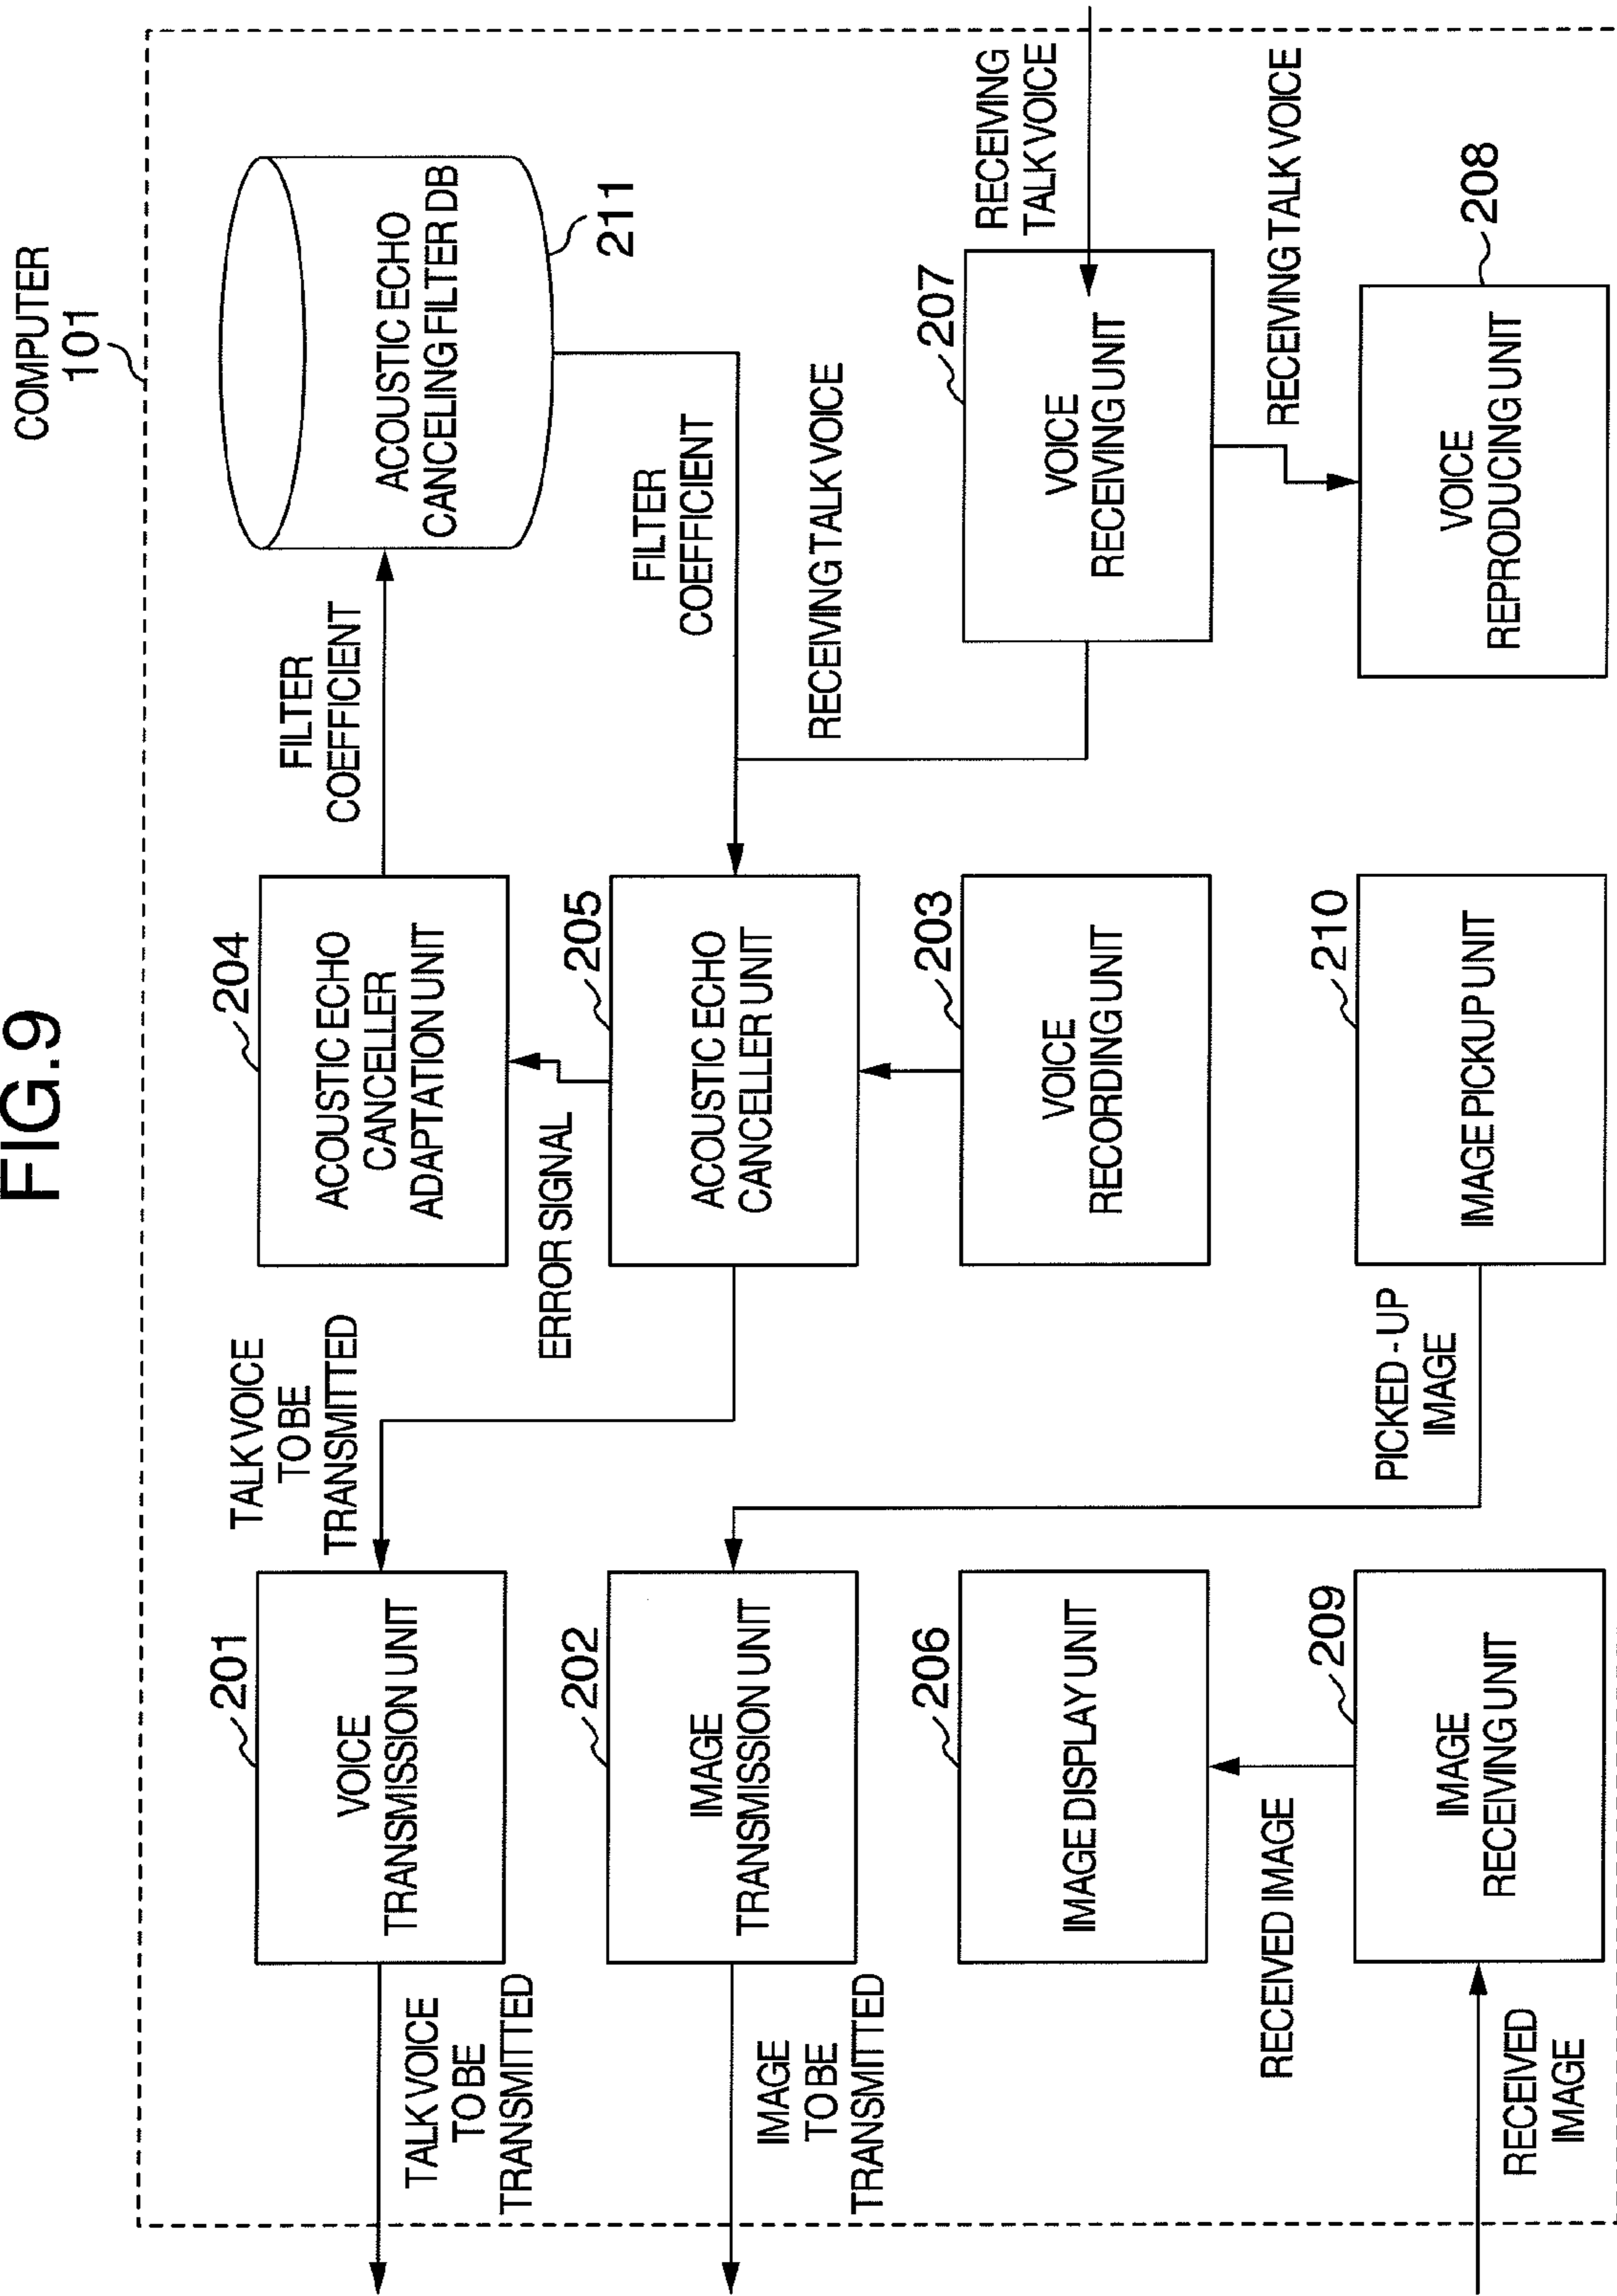 FIG.9
COMPUTER
101
TALK VOICE
TO BE
TRANSMITTED
201
VOICE
TRANSMISSION UNIT
TALK VOICE
TO BE
TRANSMITTED
204
ACOUSTIC ECHO
CANCELLER
ADAPTATION UNIT
FILTER
COEFFICIENT
ACOUSTIC ECHO
CANCELING FILTER DB
211
IMAGE
TO BE
TRANSMITTED
202
IMAGE
TRANSMISSION UNIT
ERROR SIGNAL
205
ACOUSTIC ECHO
CANCELLER UNIT
FILTER
COEFFICIENT
RECEIVING TALK VOICE
206
IMAGE DISPLAY UNIT
203
VOICE
RECORDING UNIT
207
VOICE
RECEIVING UNIT
RECEIVING
TALK VOICE
RECEIVED IMAGE
RECEIVED
IMAGE
209
IMAGE
RECEIVING UNIT
PICKED-UP
IMAGE
210
IMAGE PICKUP UNIT
RECEIVING TALK VOICE
208
VOICE
REPRODUCING UNIT